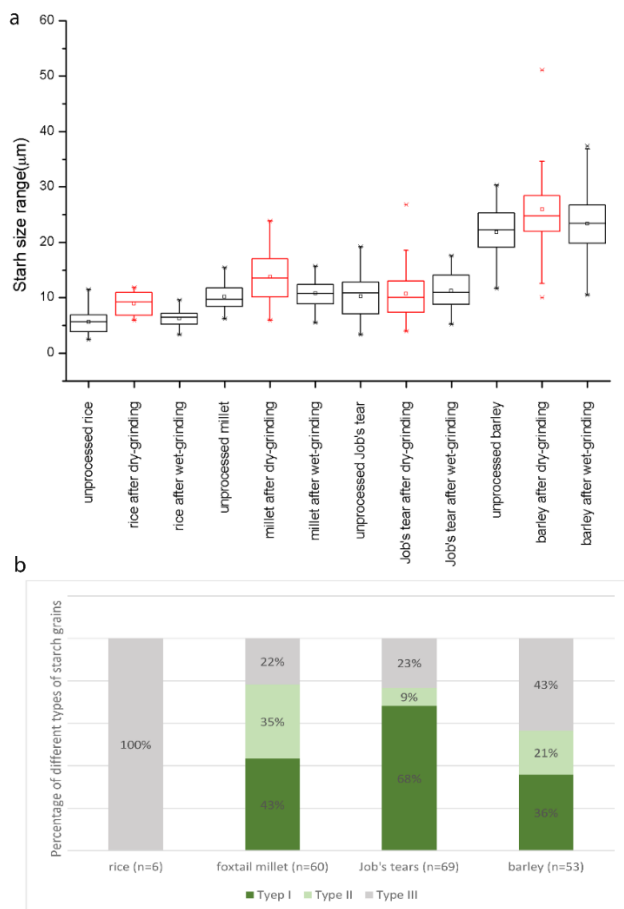 a
Starh size range(μm)
60
50
40
30
20
10
0
unprocessed rice
rice after dry-grinding
rice after wet-grinding
unprocessed millet
millet after dry-grinding
millet after wet-grinding
unprocessed Job's tear
Job's tear after dry-grinding
Job's tear after wet-grinding
unprocessed barley
barley after dry-grinding
barley after wet-grinding
b
Percentage of different types of starch grains
100%
22%
35%
43%
23%
9%
68%
43%
21%
36%
rice (n=6)
foxtail millet (n=60)
Job's tears (n=69)
barley (n=53)
Tyep I
Type II
Type III